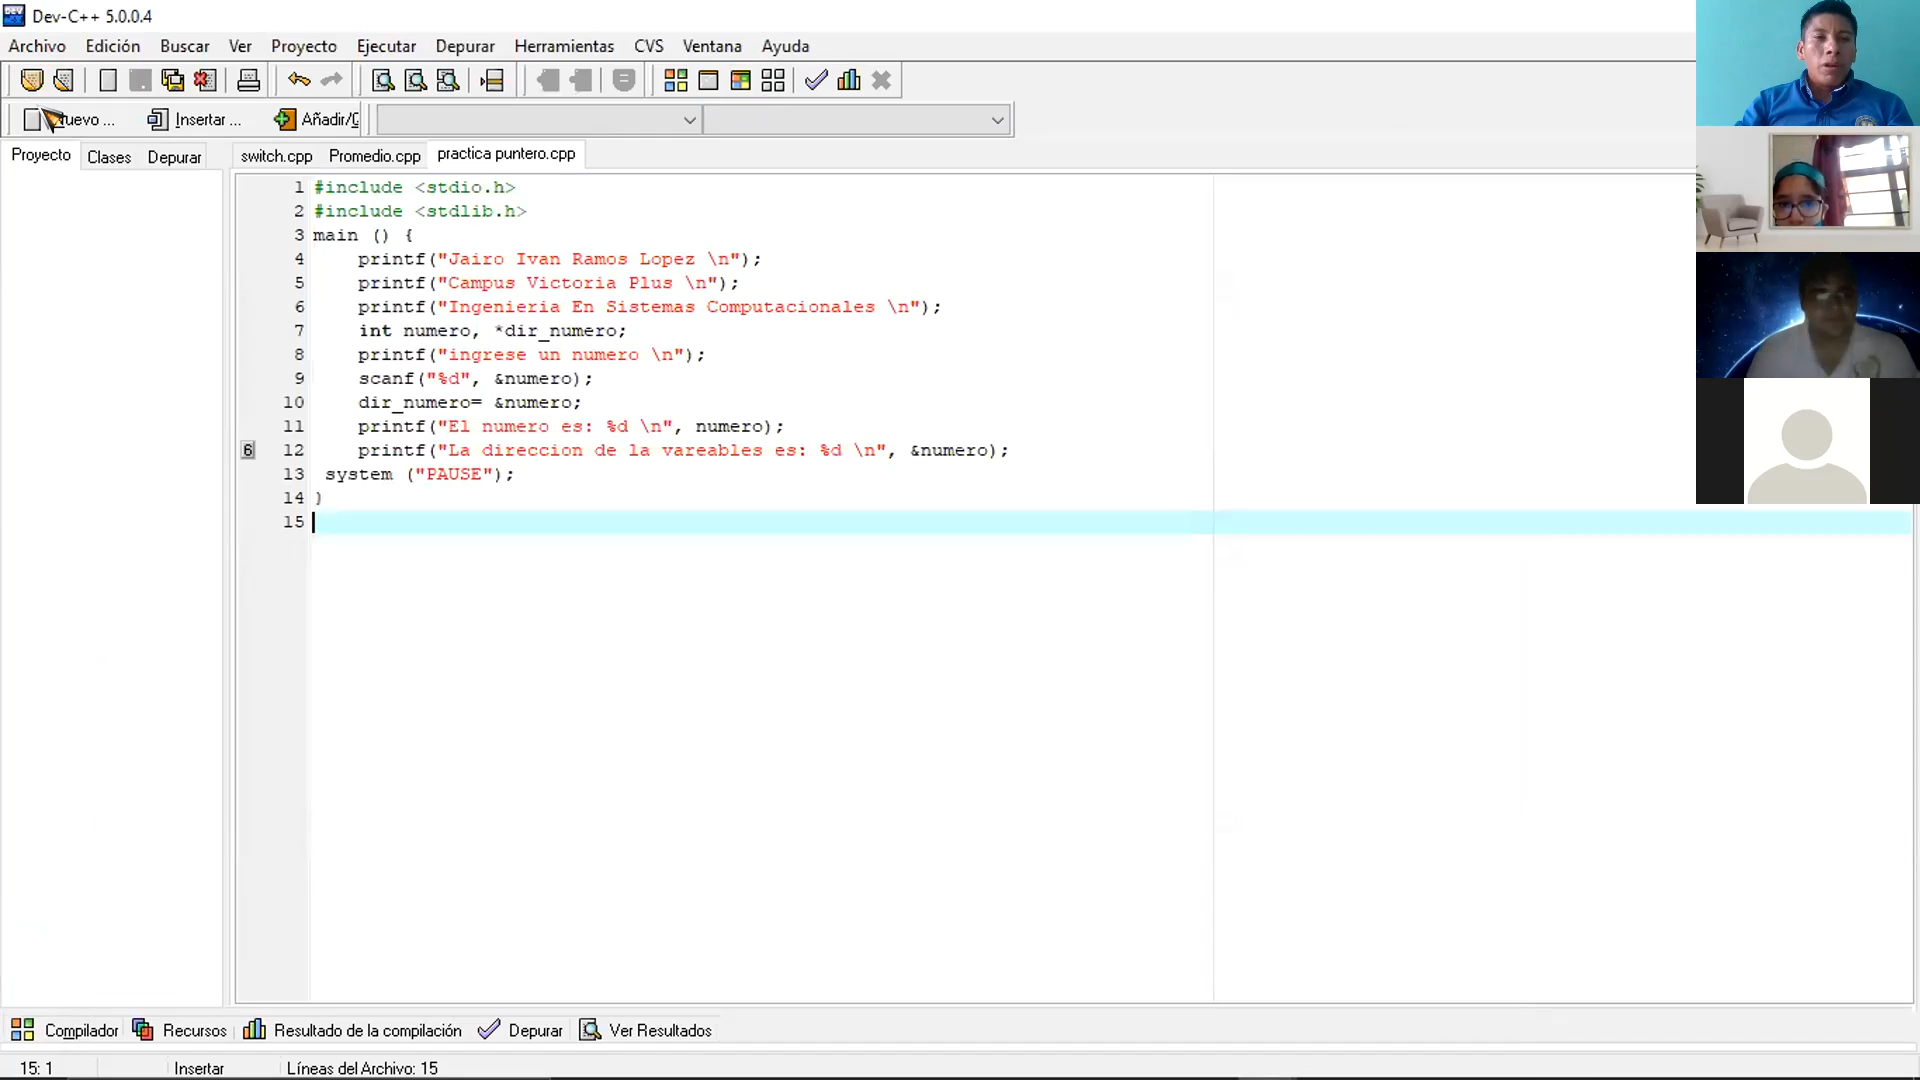 Dev-C++ 5.0.0.4
Archivo Edición Buscar Ver Proyecto Ejecutar Depurar Herramientas CVS Ventana Ayuda
Insertar ... Añadir/
Proyecto Clases Depurar switch.cpp Promedio.cpp practica puntero.cpp
1 #include <stdio.h>
2 #include <stdlib.h>
3 main () {
4 printf("Jairo Ivan Ramos Lopez \n");
5 printf("Campus Victoria Plus \n");
6 printf("Ingenieria En Sistemas Computacionales \n");
7 int numero, *dir_numero;
8 printf("ingrese un numero \n");
9 scanf("%d", &numero);
10 dir_numero= &numero;
11 printf("El numero es: %d \n", numero);
6 12 printf("La direccion de la vareables es: %d \n", &numero);
13 system ("PAUSE");
14 }
15
Compilador Recursos Resultado de la compilación Depurar Ver Resultados
15: 1 Insertar Líneas del Archivo: 15